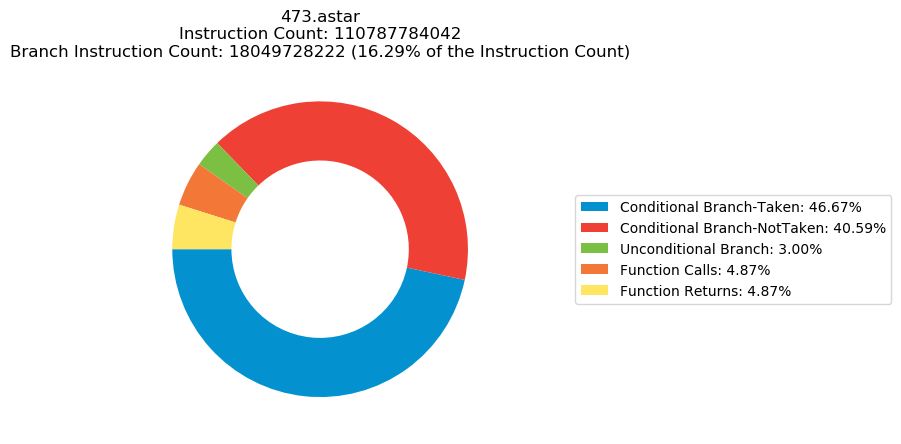 473.astar
Instruction Count: 110787784042
Branch Instruction Count: 18049728222 (16.29% of the Instruction Count)
Conditional Branch-Taken: 46.67%
Conditional Branch-NotTaken: 40.59%
Unconditional Branch: 3.00%
Function Calls: 4.87%
Function Returns: 4.87%